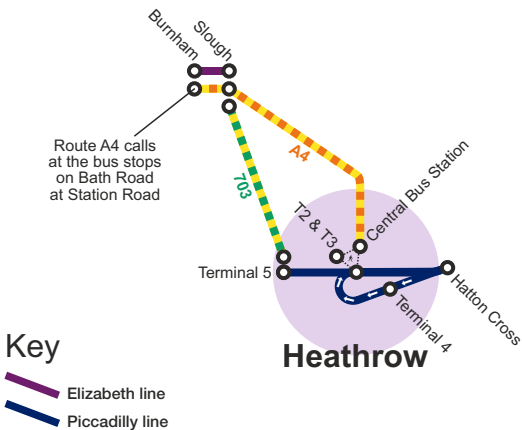 Burnham
Slough
Route A4 calls
at the bus stops
on Bath Road
at Station Road
A4
703
Central Bus Station
T2 & T3
Terminal 5
Hatton Cross
Terminal 4
Heathrow
Key
Elizabeth line
Piccadilly line